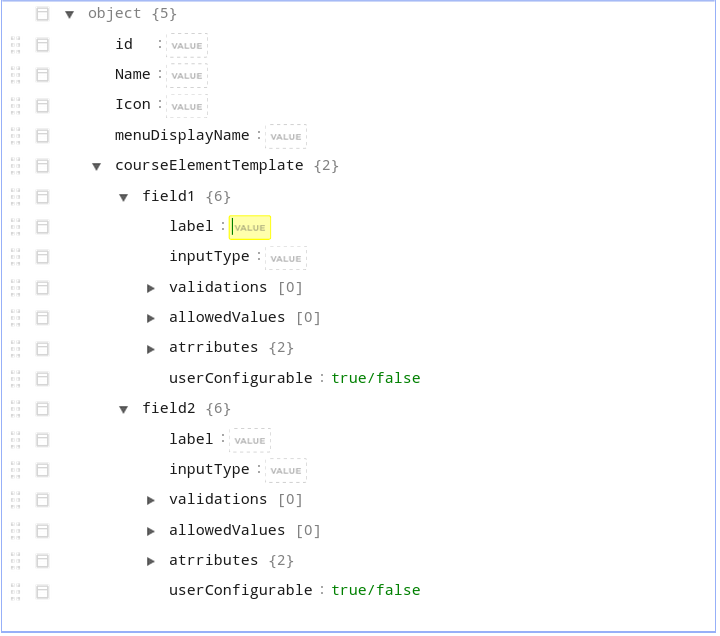 object {5}
id : VALUE
Name : VALUE
Icon : VALUE
menuDisplayName : VALUE
courseElementTemplate {2}
field1 {6}
label : VALUE
inputType : VALUE
validations [0]
allowedValues [0]
atrributes {2}
userConfigurable : true/false
field2 {6}
label : VALUE
inputType : VALUE
validations [0]
allowedValues [0]
atrributes {2}
userConfigurable : true/false